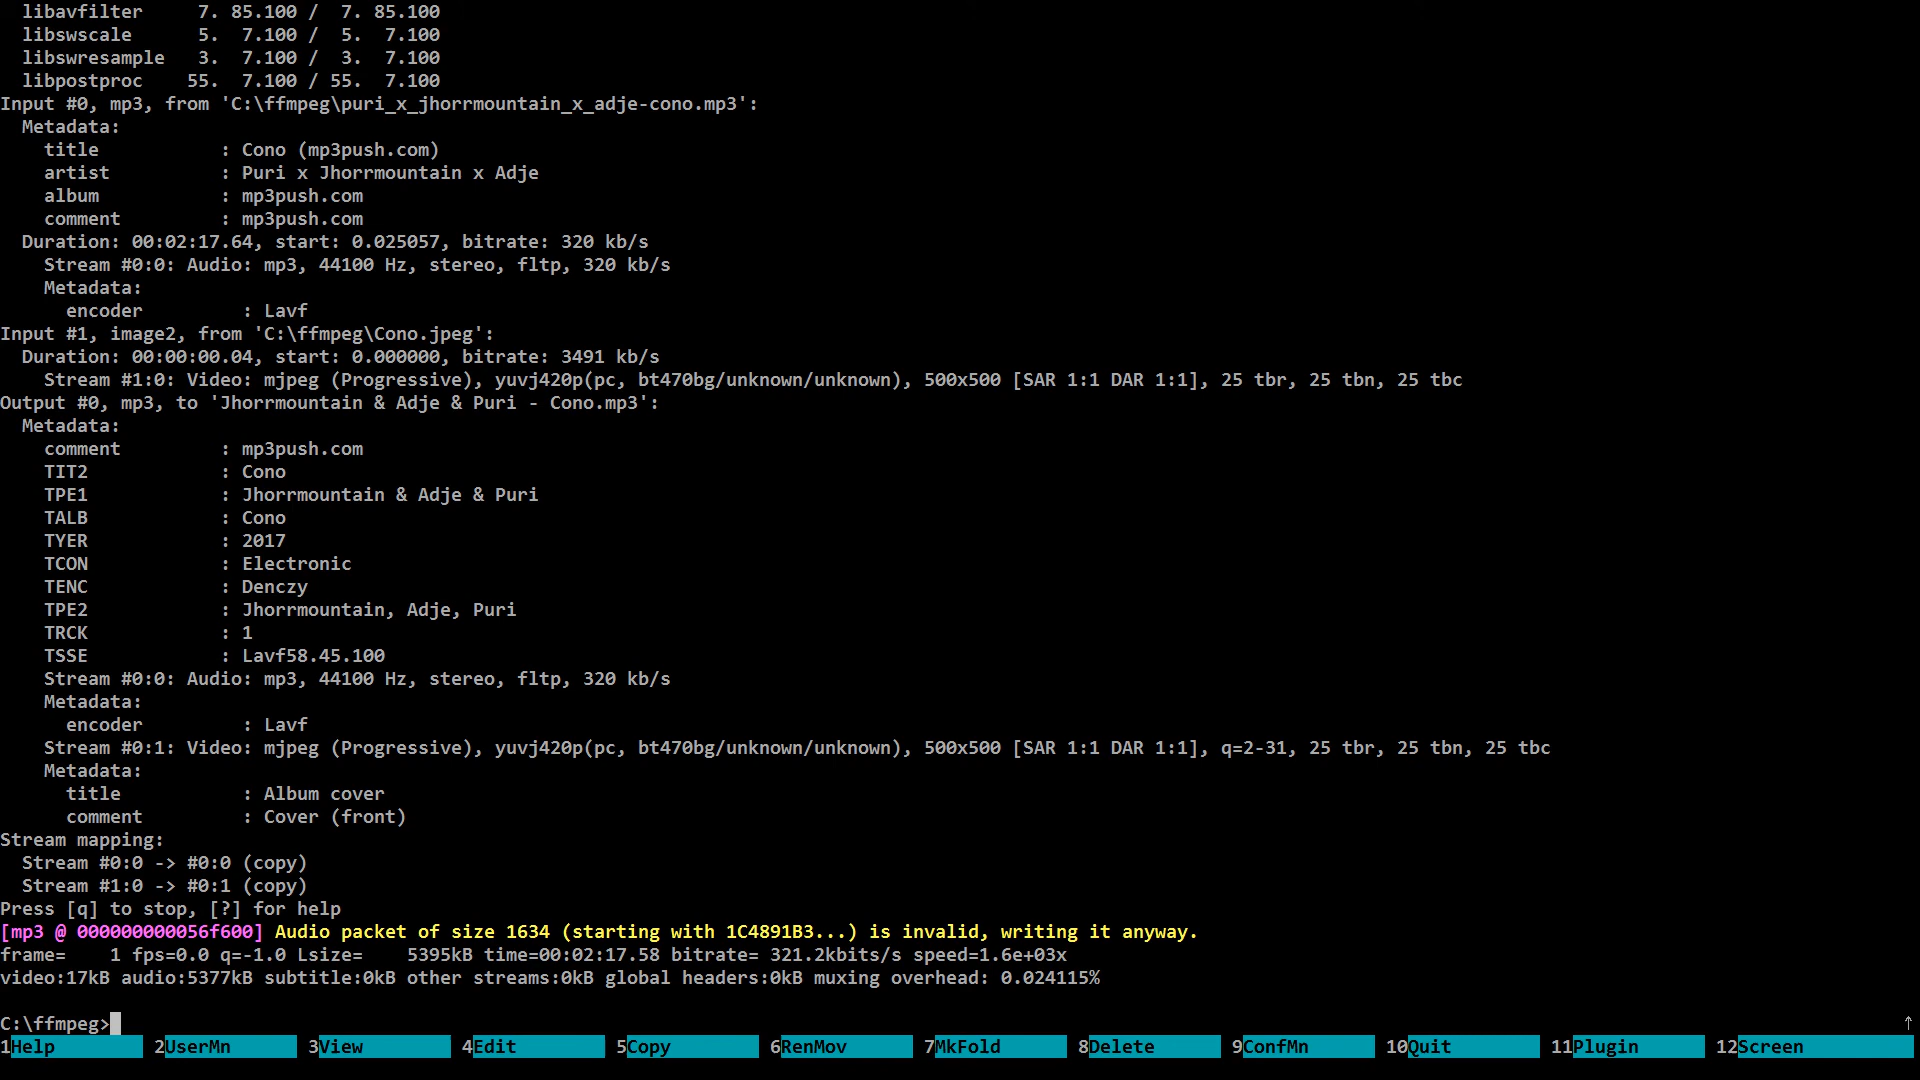 libavfilter     7. 85.100 /  7. 85.100
  libswscale      5.  7.100 /  5.  7.100
  libswresample   3.  7.100 /  3.  7.100
  libpostproc    55.  7.100 / 55.  7.100
Input #0, mp3, from 'C:\ffmpeg\puri_x_jhorrmountain_x_adje-cono.mp3':
  Metadata:
    title           : Cono (mp3push.com)
    artist          : Puri x Jhorrmountain x Adje
    album           : mp3push.com
    comment         : mp3push.com
  Duration: 00:02:17.64, start: 0.025057, bitrate: 320 kb/s
    Stream #0:0: Audio: mp3, 44100 Hz, stereo, fltp, 320 kb/s
    Metadata:
      encoder         : Lavf
Input #1, image2, from 'C:\ffmpeg\Cono.jpeg':
  Duration: 00:00:00.04, start: 0.000000, bitrate: 3491 kb/s
    Stream #1:0: Video: mjpeg (Progressive), yuvj420p(pc, bt470bg/unknown/unknown), 500x500 [SAR 1:1 DAR 1:1], 25 tbr, 25 tbn, 25 tbc
Output #0, mp3, to 'Jhorrmountain & Adje & Puri - Cono.mp3':
  Metadata:
    comment         : mp3push.com
    TIT2            : Cono
    TPE1            : Jhorrmountain & Adje & Puri
    TALB            : Cono
    TYER            : 2017
    TCON            : Electronic
    TENC            : Denczy
    TPE2            : Jhorrmountain, Adje, Puri
    TRCK            : 1
    TSSE            : Lavf58.45.100
    Stream #0:0: Audio: mp3, 44100 Hz, stereo, fltp, 320 kb/s
    Metadata:
      encoder         : Lavf
    Stream #0:1: Video: mjpeg (Progressive), yuvj420p(pc, bt470bg/unknown/unknown), 500x500 [SAR 1:1 DAR 1:1], q=2-31, 25 tbr, 25 tbn, 25 tbc
    Metadata:
      title           : Album cover
      comment         : Cover (front)
Stream mapping:
  Stream #0:0 -> #0:0 (copy)
  Stream #1:0 -> #0:1 (copy)
Press [q] to stop, [?] for help
[mp3 @ 000000000056f600] Audio packet of size 1634 (starting with 1C4891B3...) is invalid, writing it anyway.
frame=    1 fps=0.0 q=-1.0 Lsize=    5395kB time=00:02:17.58 bitrate= 321.2kbits/s speed=1.6e+03x
video:17kB audio:5377kB subtitle:0kB other streams:0kB global headers:0kB muxing overhead: 0.024115%
C:\ffmpeg> ↑
1Help 2UserMn 3View 4Edit 5Copy 6RenMov 7MkFold 8Delete 9ConfMn 10Quit 11Plugin 12Screen